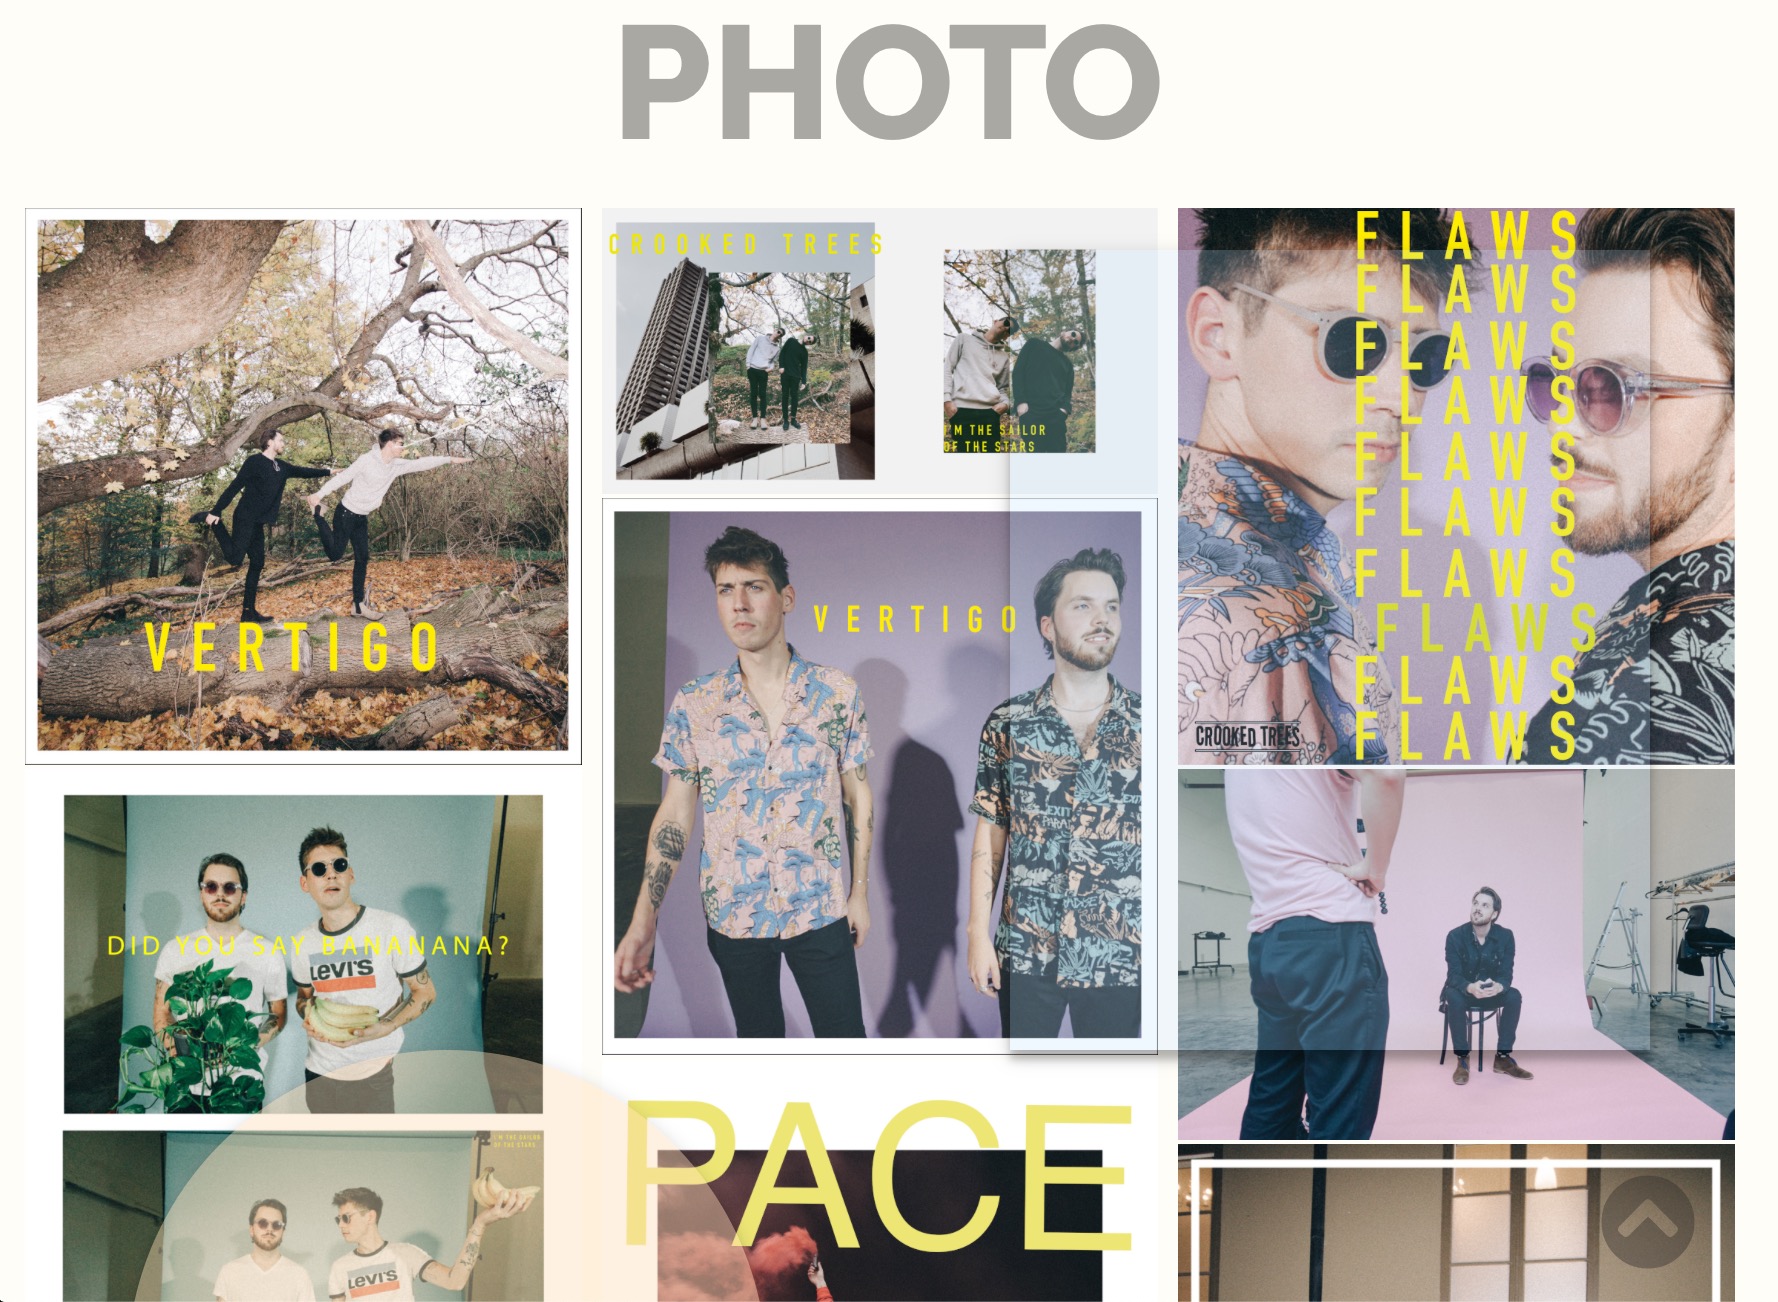 PHOTO
VERTIGO
CROOKED TREES
I'M THE SAILOR
OF THE STARS
FLAWS
FLAWS
FLAWS
FLAWS
FLAWS
FLAWS
FLAWS
FLAWS
FLAWS
FLAWS
CROOKED TREES
VERTIGO
DID YOU SAY BANANANA?
LEVI'S
I'M THE SAILOR
OF THE STARS
LEVI'S
PACE